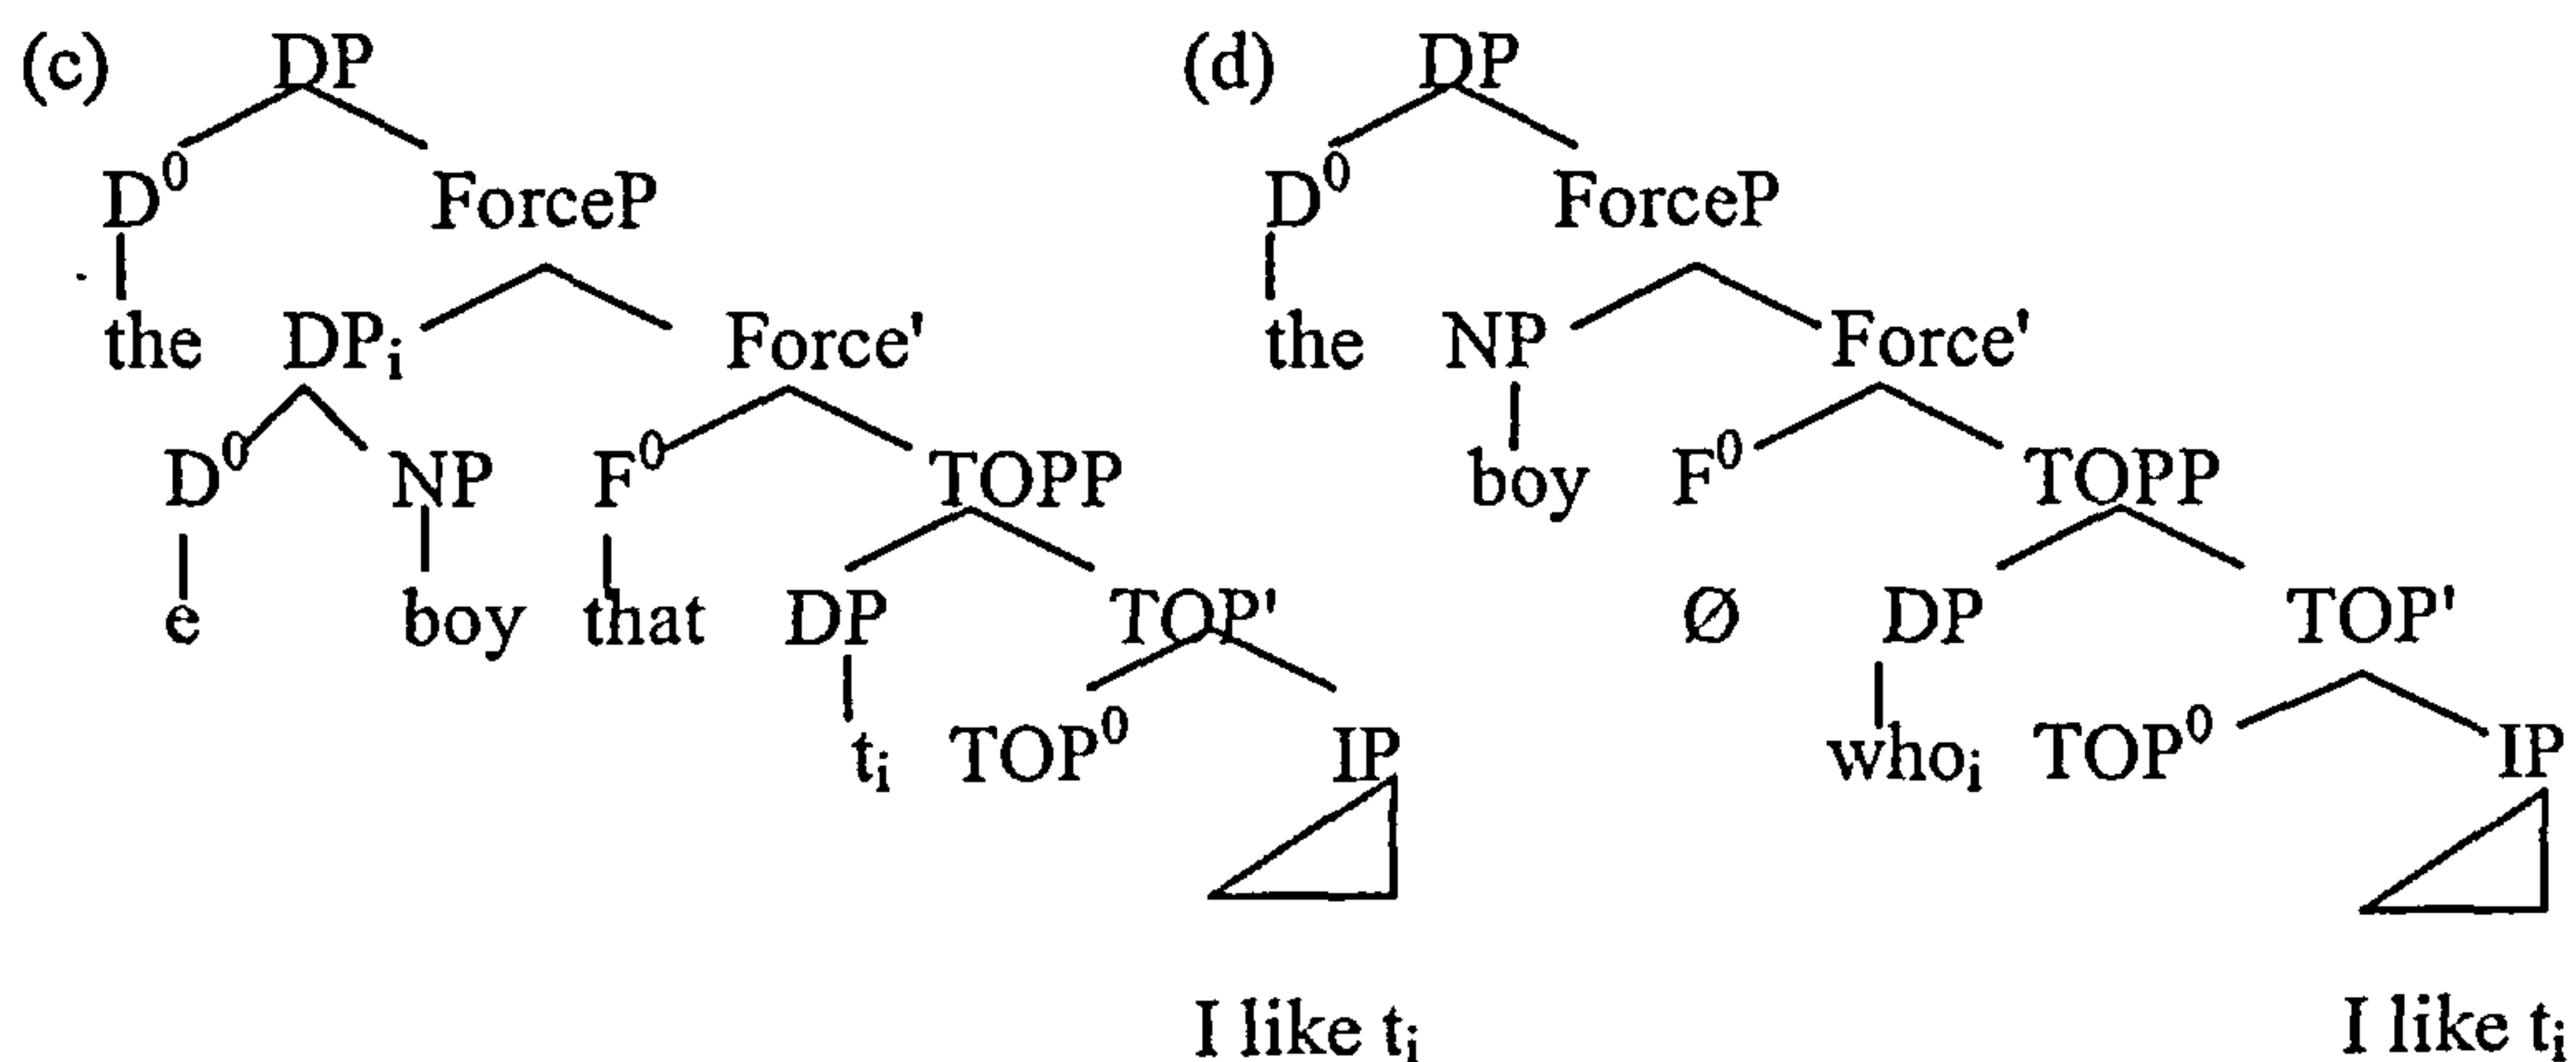 (c) DP (d) DP
D⁰ ForceP D⁰ ForceP
the DPᵢ Force' the NP Force'
D⁰ NP F⁰ TOPP boy F⁰ TOPP
e boy that DP TOP' Ø DP TOP'
tᵢ TOP⁰ IP whoᵢ TOP⁰ IP
I like tᵢ I like tᵢ